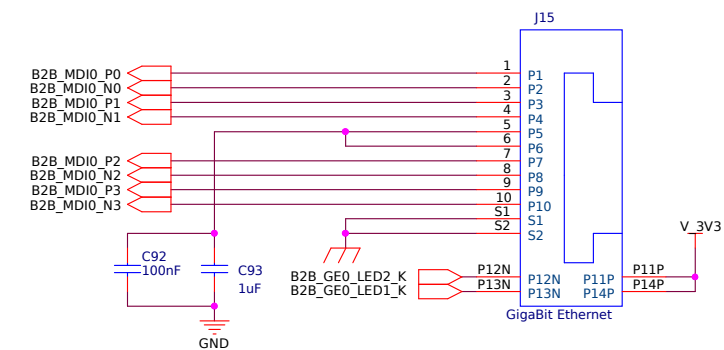 J15
B2B_MDI0_P0 1 P1
B2B_MDI0_N0 2 P2
B2B_MDI0_P1 3 P3
B2B_MDI0_N1 4 P4
5 P5
6 P6
B2B_MDI0_P2 7 P7
B2B_MDI0_N2 8 P8
B2B_MDI0_P3 9 P9
B2B_MDI0_N3 10 P10
S1 S1
S2 S2
V_3V3
C92
100nF
C93
1uF
B2B_GE0_LED2_K P12N P12N P11P P11P
B2B_GE0_LED1_K P13N P13N P14P P14P
GigaBit Ethernet
GND